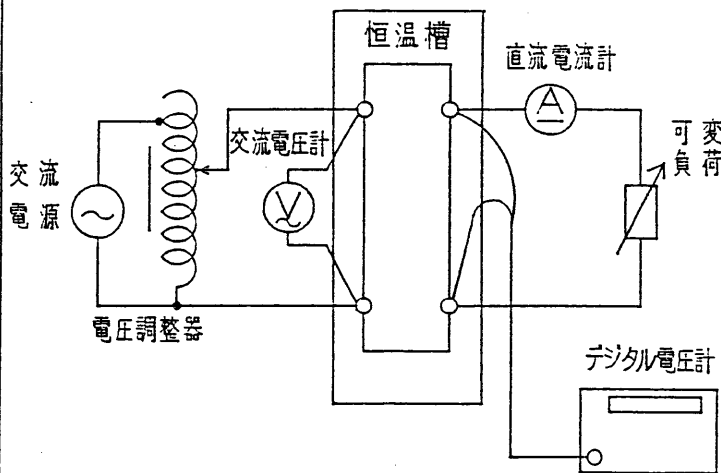 恒温槽
直流電流計
A
可変
負荷
交流電圧計
V
交流
電源
電圧調整器
デジタル電圧計